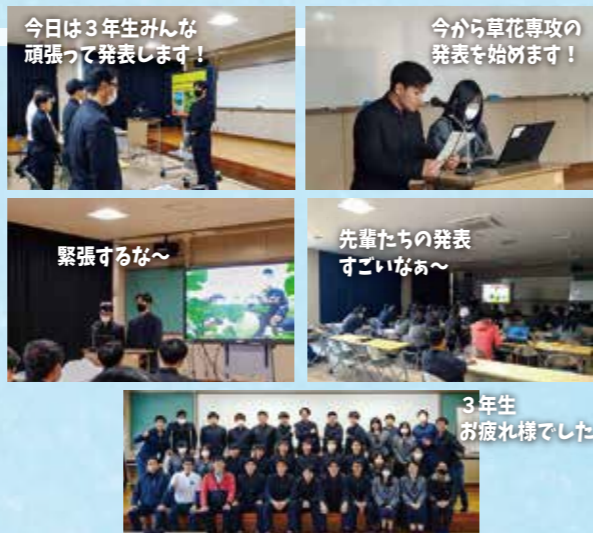 今日は3年生みんな
頑張って発表します!
今から草花専攻の
発表を始めます!
緊張するな~
先輩たちの発表
すごいなぁ~
3年生
お疲れ様でした